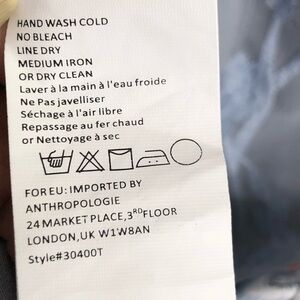 HAND WASH COLD
NO BLEACH
LINE DRY
MEDIUM IRON
OR DRY CLEAN
Laver à la main à l'eau froide
Ne Pas javelliser
Séchage à l'air libre
Repassage au fer chaud
or Nettoyage à sec
FOR EU: IMPORTED BY
ANTHROPOLOGIE
24 MARKET PLACE, 3RD FLOOR
LONDON, UK W1W8AN
Style#30400T